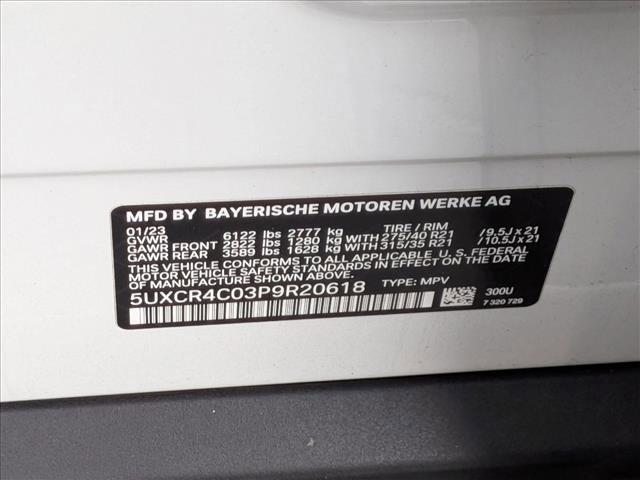 MFD BY BAYERISCHE MOTOREN WERKE AG
01/23 TIRE / RIM
GVWR 6122 lbs 2777 kg
GAWR FRONT 2822 lbs 1280 kg WITH 275/40 R21 /9.5J x 21
GAWR REAR 3589 lbs 1628 kg WITH 315/35 R21 /10.5J x 21
THIS VEHICLE CONFORMS TO ALL APPLICABLE U. S. FEDERAL
MOTOR VEHICLE SAFETY STANDARDS IN EFFECT ON THE DATE
OF MANUFACTURE SHOWN ABOVE.
5UXCR4C03P9R20618 TYPE: MPV
300U
7 320 729